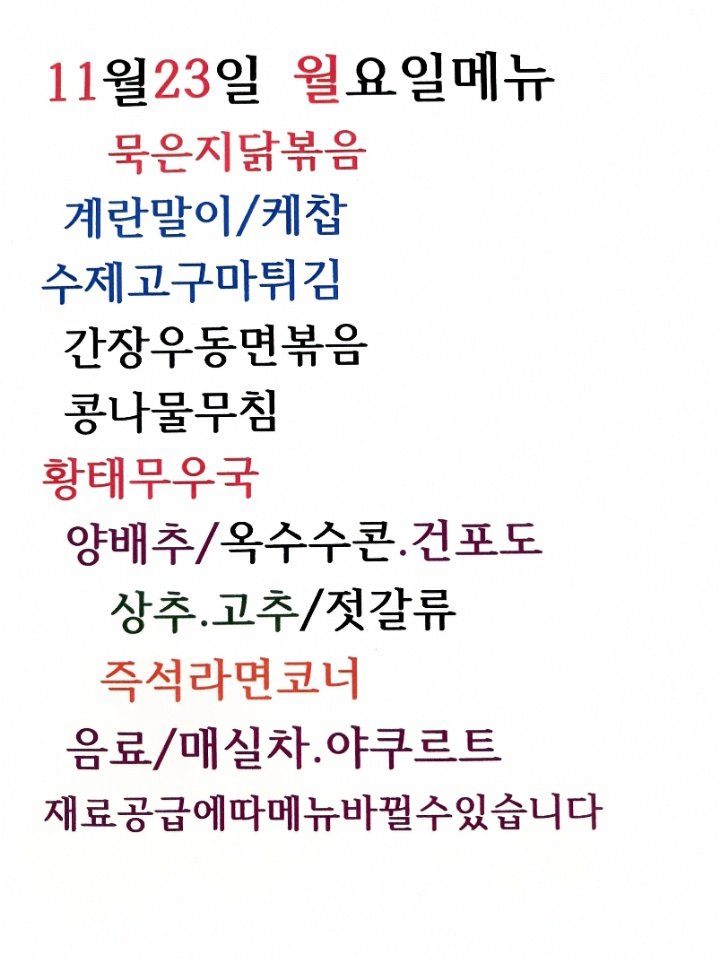 11월23일 월요일메뉴
묵은지닭볶음
계란말이/케찹
수제고구마튀김
간장우동면볶음
콩나물무침
황태무우국
양배추/옥수수콘.건포도
상추.고추/젓갈류
즉석라면코너
음료/매실차.야쿠르트
재료공급에따메뉴바뀔수있습니다